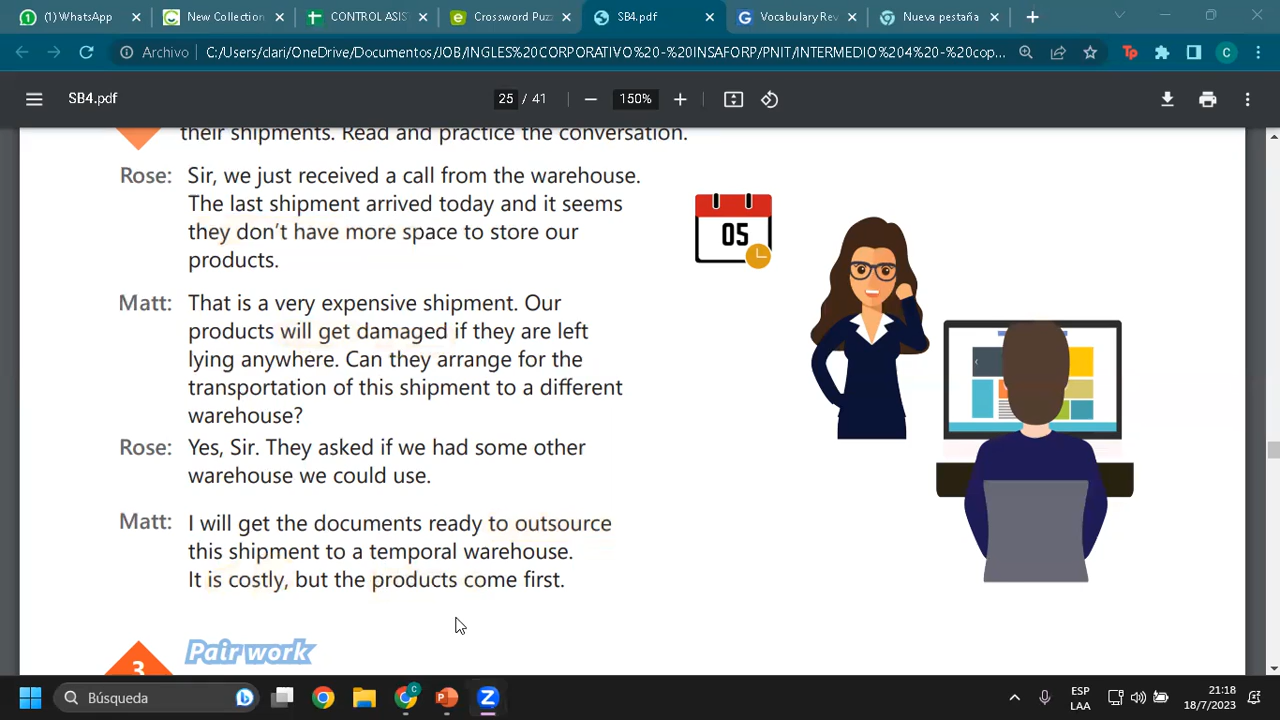 (1) WhatsApp
New Collection
CONTROL ASIS
Crossword Puz
SB4.pdf
Vocabulary Rev
Nueva pestaña
Archivo
C:/Users/clari/OneDrive/Documentos/JOB/INGLES%20CORPORATIVO%20-%20INSAFORP/PNIT/INTERMEDIO%204%20-%20cop...
C
SB4.pdf
25 / 41
150%
their shipments. Read and practice the conversation.
Rose: Sir, we just received a call from the warehouse.
The last shipment arrived today and it seems
they don't have more space to store our
products.
05
Matt: That is a very expensive shipment. Our
products will get damaged if they are left
lying anywhere. Can they arrange for the
transportation of this shipment to a different
warehouse?
Rose: Yes, Sir. They asked if we had some other
warehouse we could use.
Matt: I will get the documents ready to outsource
this shipment to a temporal warehouse.
It is costly, but the products come first.
3
Pair work
Búsqueda
ESP
LAA
21:18
18/7/2023